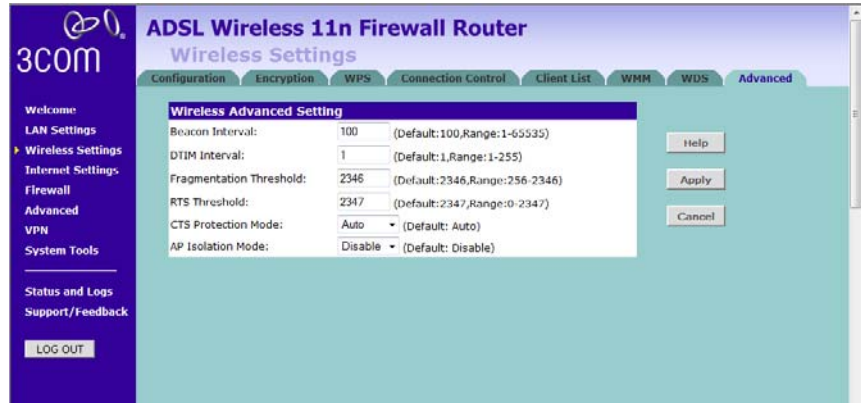 3COM
ADSL Wireless 11n Firewall Router
Wireless Settings
Configuration Encryption WPS Connection Control Client List WMM WDS Advanced
Welcome
LAN Settings
Wireless Settings
Internet Settings
Firewall
Advanced
VPN
System Tools
Status and Logs
Support/Feedback
LOG OUT
Wireless Advanced Setting
Beacon Interval: 100 (Default:100,Range:1-65535)
DTIM Interval: 1 (Default:1,Range:1-255)
Fragmentation Threshold: 2346 (Default:2346,Range:256-2346)
RTS Threshold: 2347 (Default:2347,Range:0-2347)
CTS Protection Mode: Auto (Default: Auto)
AP Isolation Mode: Disable (Default: Disable)
Help
Apply
Cancel